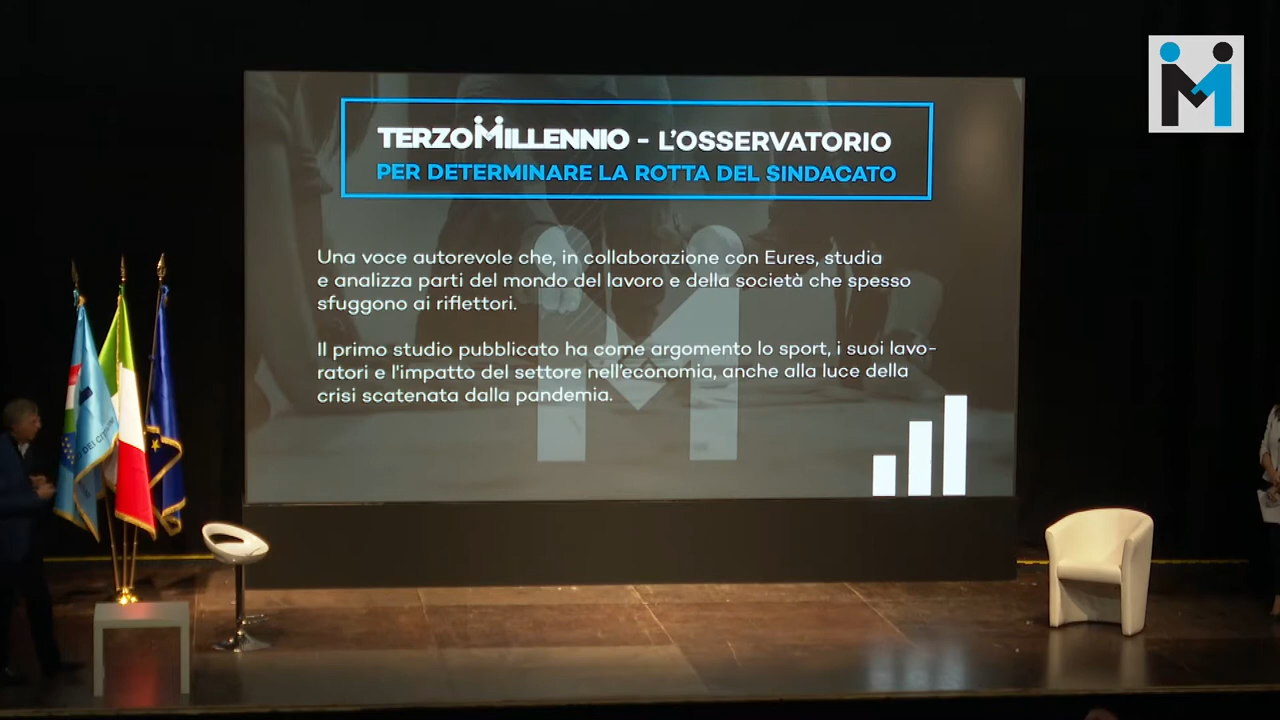 TERZOMILLENNIO - L'OSSERVATORIO
PER DETERMINARE LA ROTTA DEL SINDACATO
Una voce autorevole che, in collaborazione con Eures, studia
e analizza parti del mondo del lavoro e della società che spesso
sfuggono ai riflettori.
Il primo studio pubblicato ha come argomento lo sport, i suoi lavo-
ratori e l'impatto del settore nell'economia, anche alla luce della
crisi scatenata dalla pandemia.